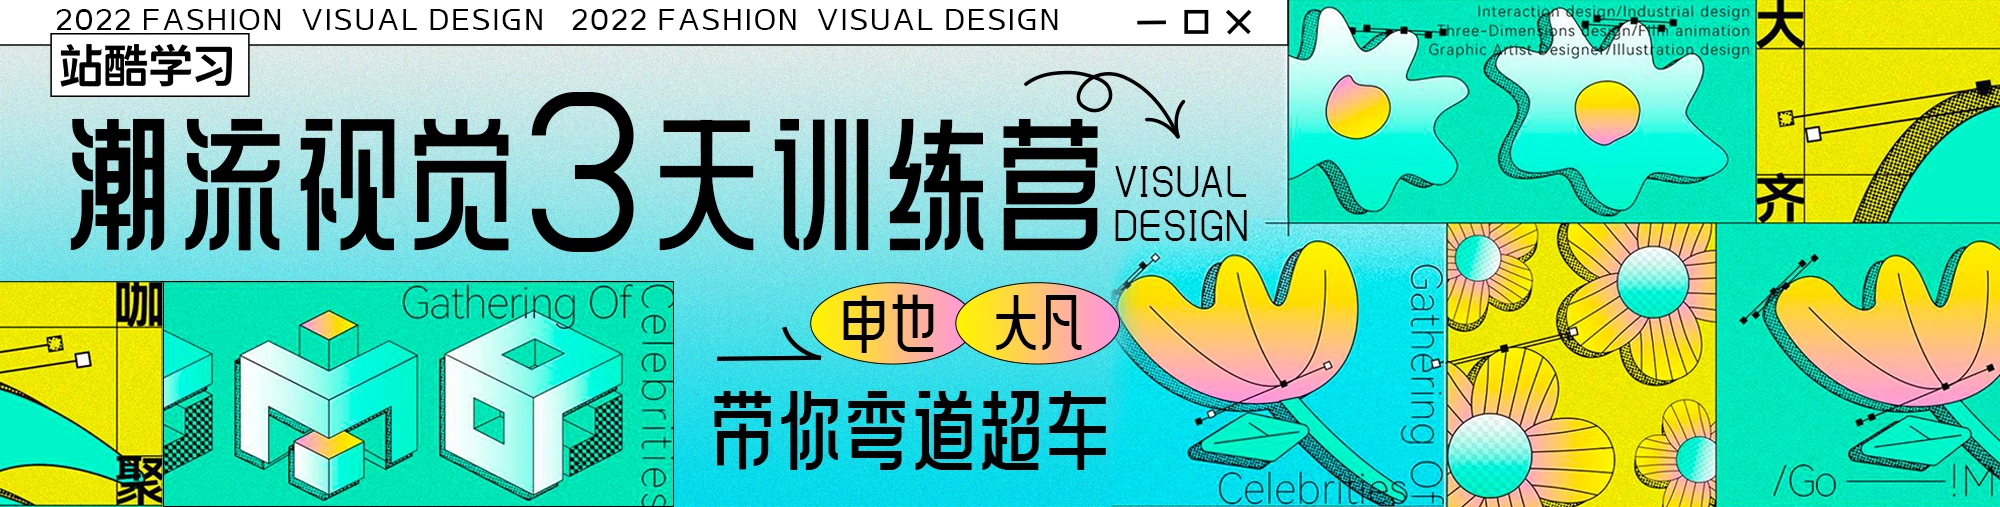 2022 FASHION VISUAL DESIGN 2022 FASHION VISUAL DESIGN
站酷学习
潮流视觉3天训练营
VISUAL
DESIGN
Interaction design/Industrial design
Three-Dimensions design/Film animation
Graphic Artist Designer/Illustration design
大
齐
咖
聚
Gathering Of
Celebrities
申也 大凡
带你弯道超车
Gathering Of
Celebrities
/Go
!M